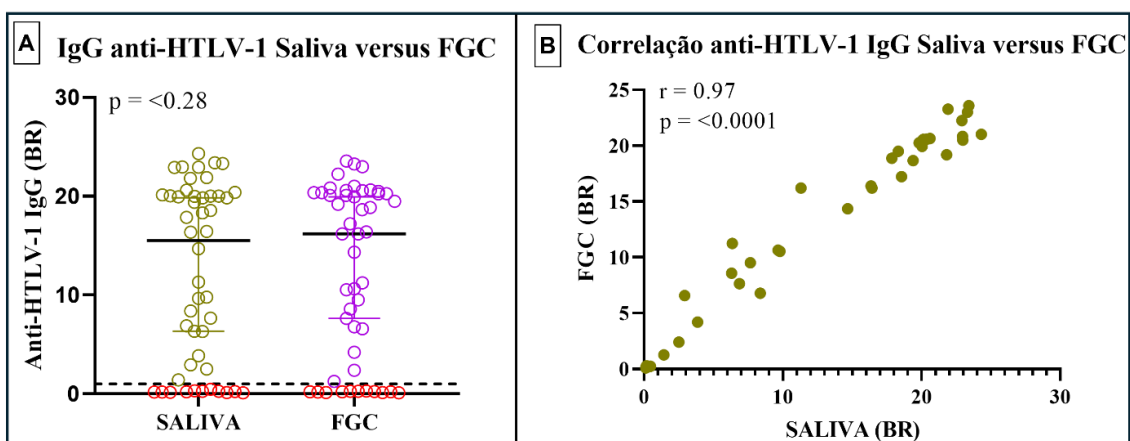 A
IgG anti-HTLV-1 Saliva versus FGC
p = <0.28
Anti-HTLV-1 IgG (BR)
30
20
10
0
SALIVA FGC
B
Correlação anti-HTLV-1 IgG Saliva versus FGC
r = 0.97
p = <0.0001
FGC (BR)
25
20
15
10
5
0
0 10 20 30
SALIVA (BR)